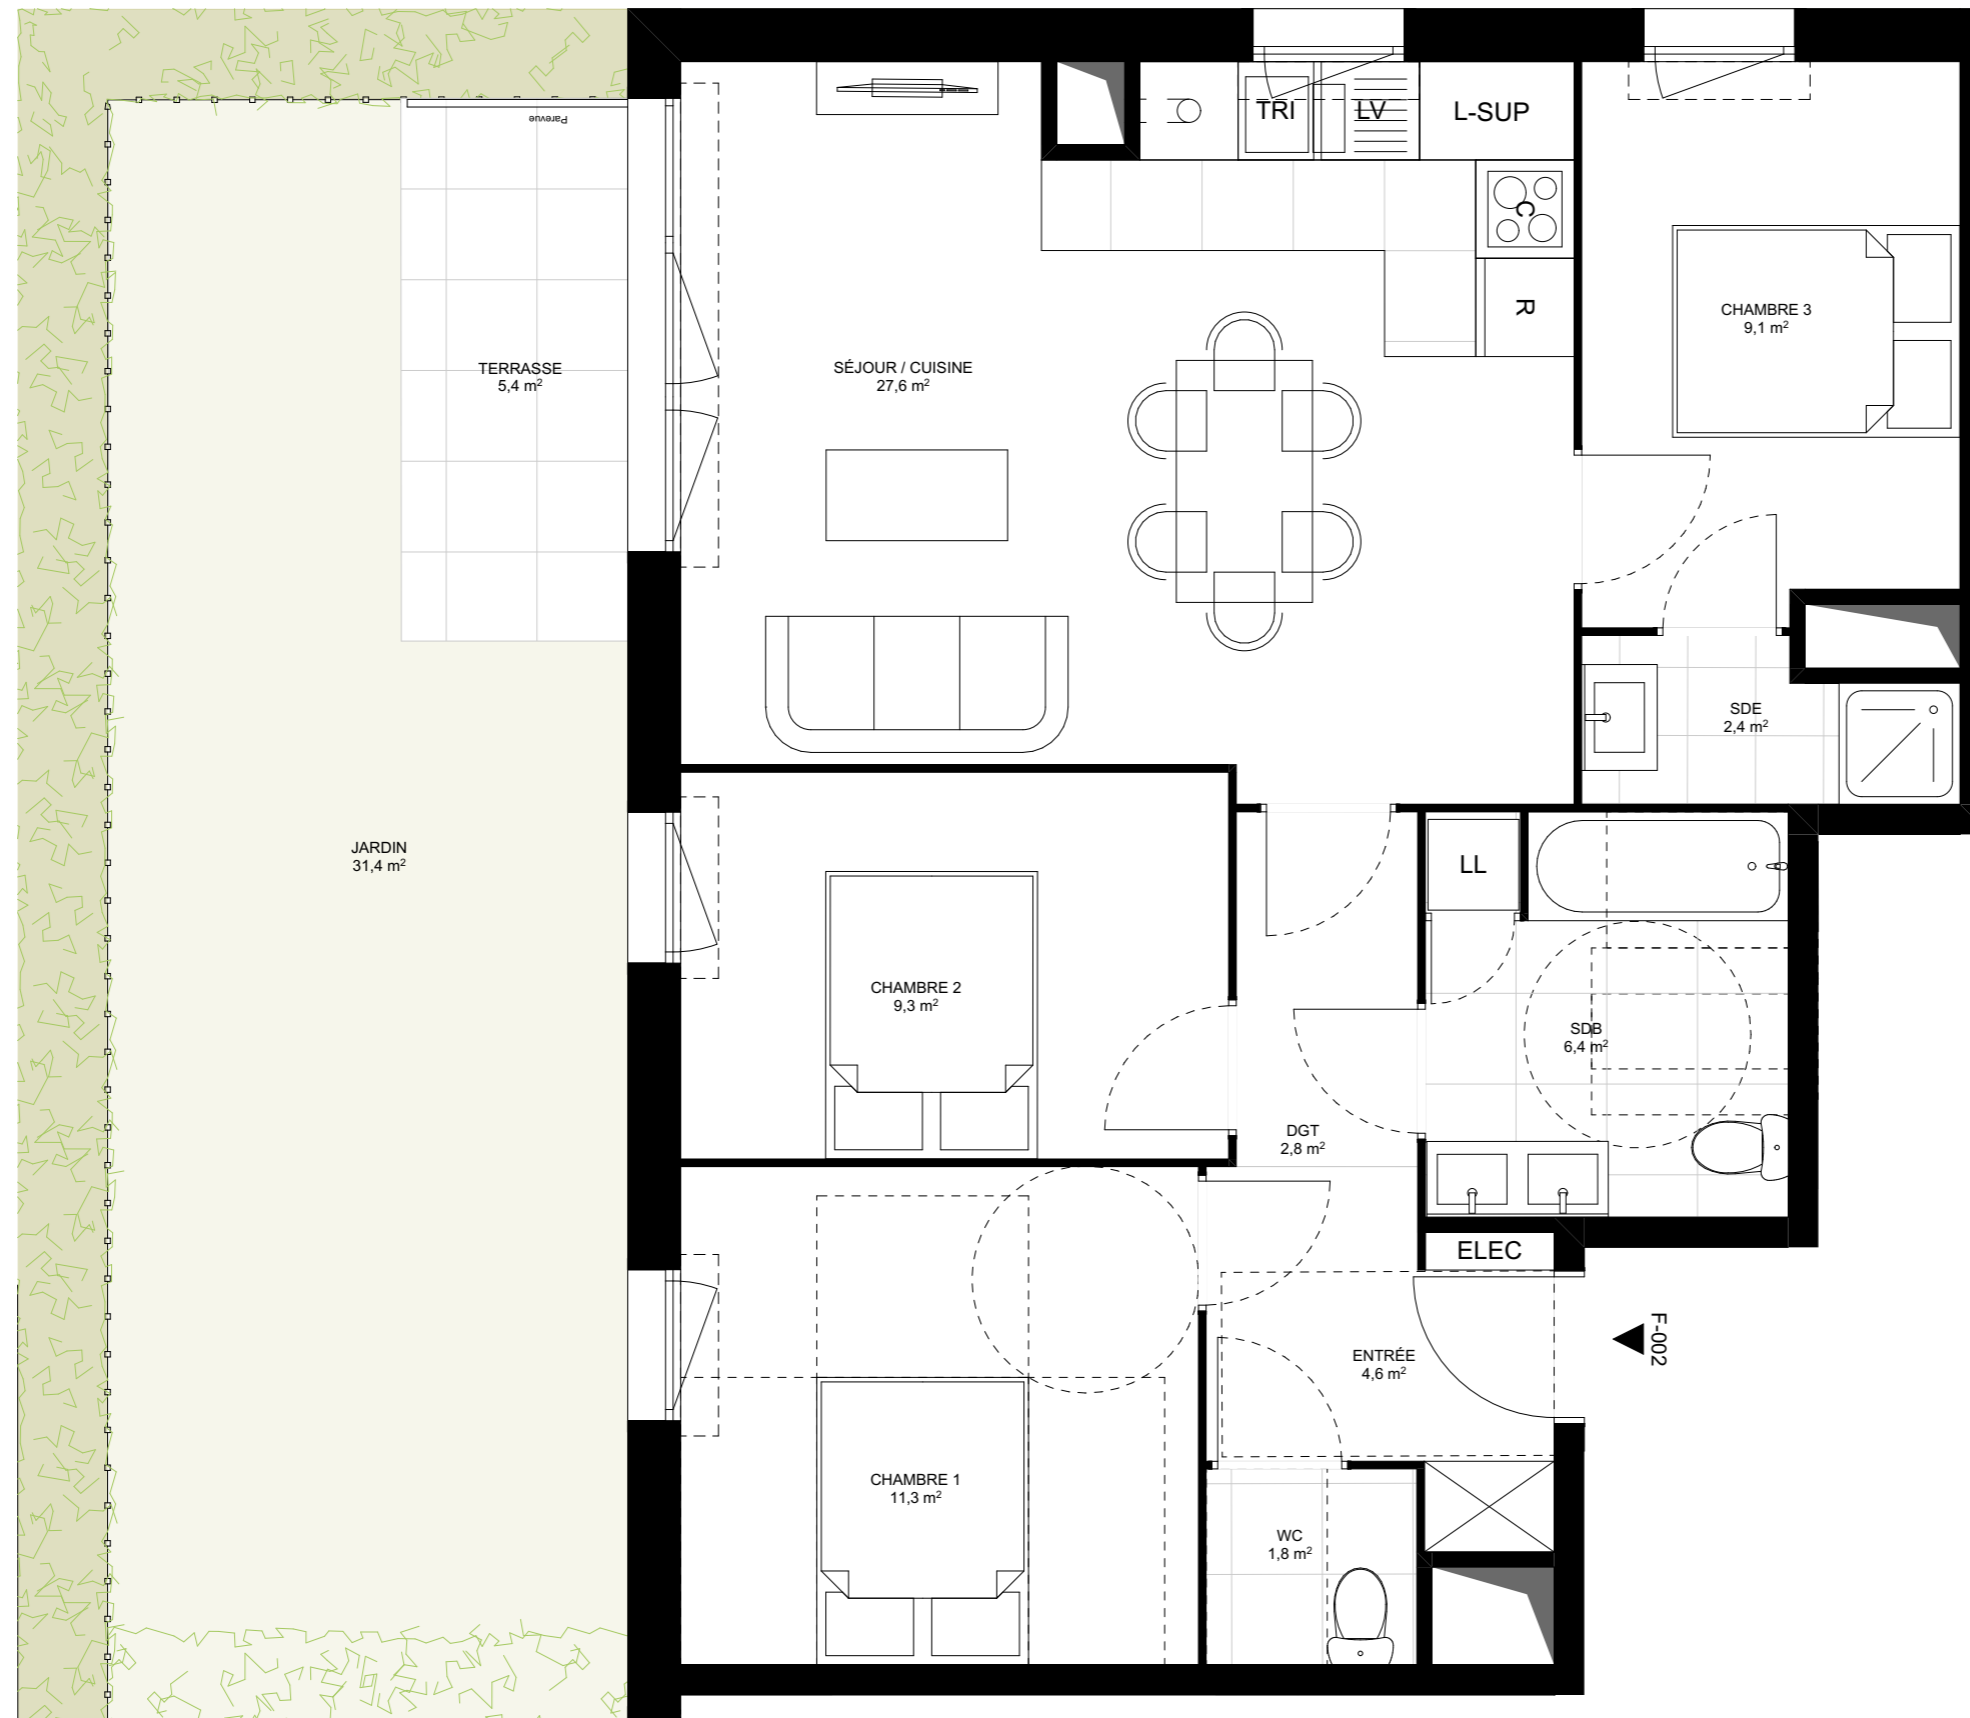 Parevue
TRI
LV
L-SUP
C
R
CHAMBRE 3
9,1 m²
TERRASSE
5,4 m²
SÉJOUR / CUISINE
27,6 m²
SDE
2,4 m²
JARDIN
31,4 m²
LL
CHAMBRE 2
9,3 m²
SDB
6,4 m²
DGT
2,8 m²
ELEC
F-002
ENTRÉE
4,6 m²
CHAMBRE 1
11,3 m²
WC
1,8 m²